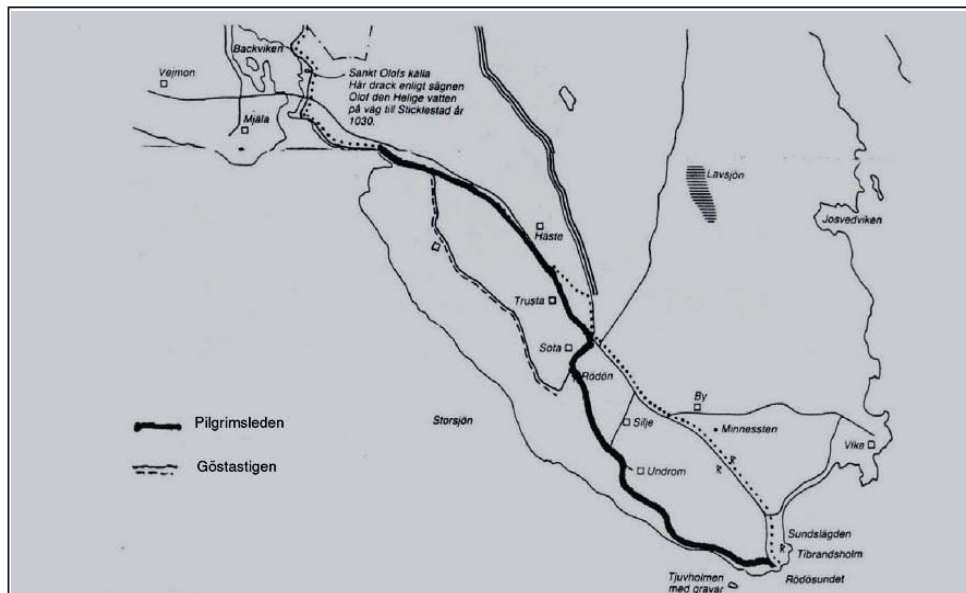 Backviken
Vejmon
Sankt Olofs källa
Här drack enligt sägnen
Olof den Helige vatten
på väg till Sticklestad år
1030.
Mjäla
Lavsjön
Josvedviken
Häste
Trusta
Sota
Rödön
By
Storsjön
Silje
Minnessten
Vike
Pilgrimsleden
Undrom
Göstastigen
Sundslägden
Tibrandsholm
Tjuvholmen
med gravar
Rödösundet